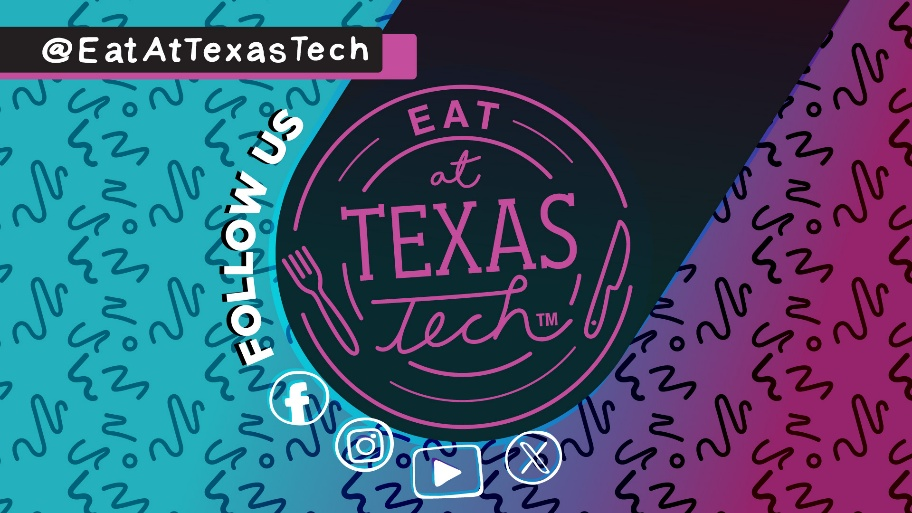 @EatAtTexasTech
FOLLOW US
EAT
at
TEXAS
Tech™